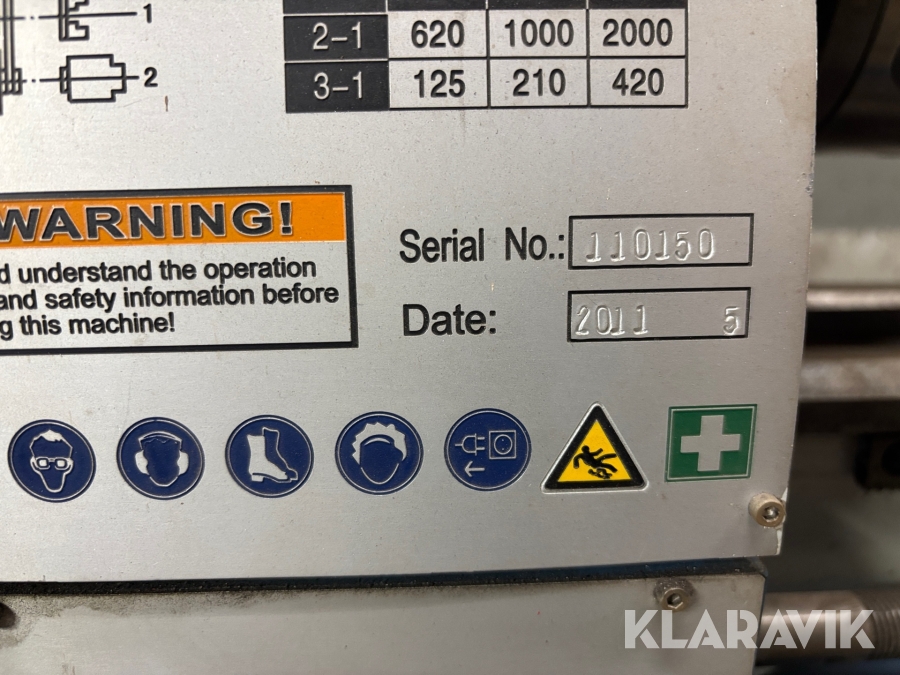 1
2
2-1 620 1000 2000
3-1 125 210 420
WARNING!
d understand the operation
and safety information before
g this machine!
Serial No.: 110150
Date: 2011 5
KLARAVIK